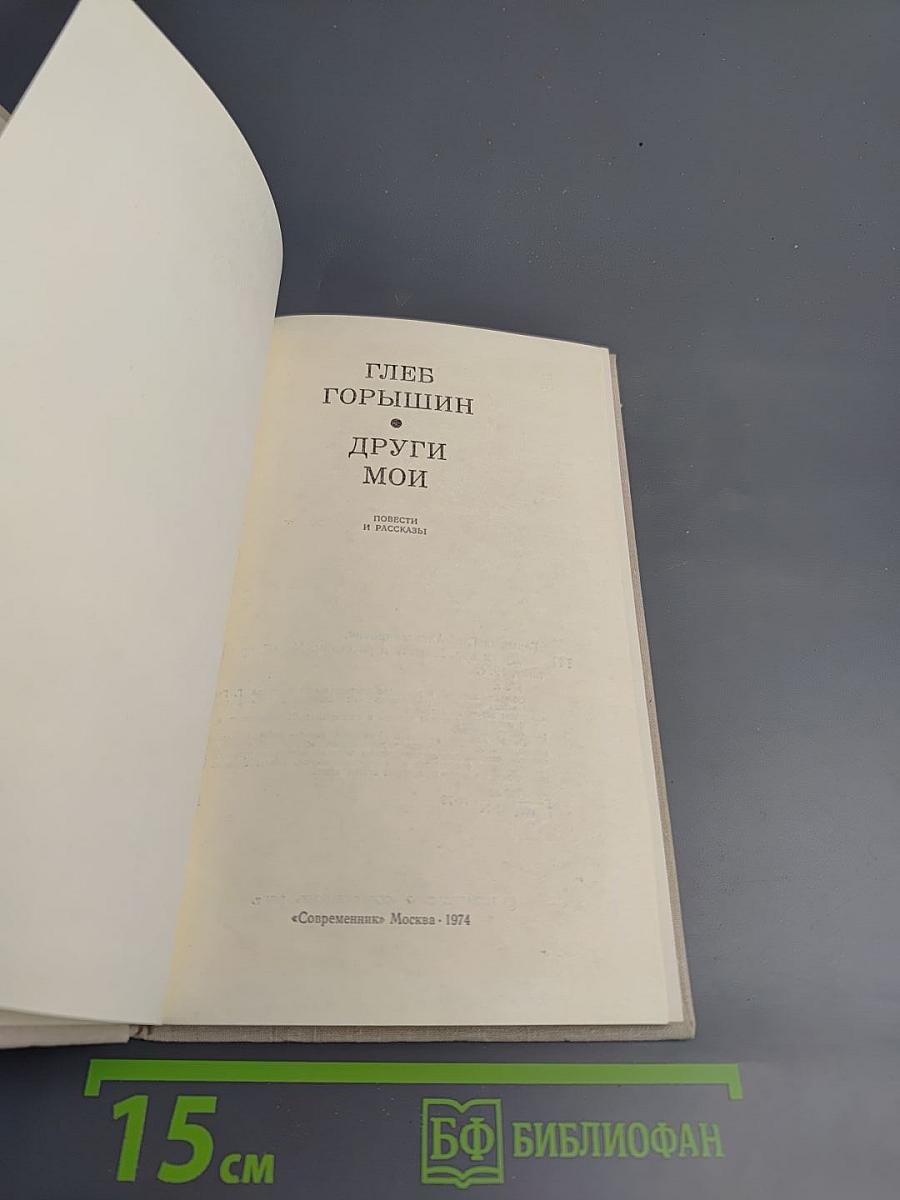 ГЛЕБ
ГОРЫШИН
ДРУГИ
МОИ
ПОВЕСТИ
И РАССКАЗЫ
«Современник» Москва · 1974
15 см
БФ БИБЛИОФАН